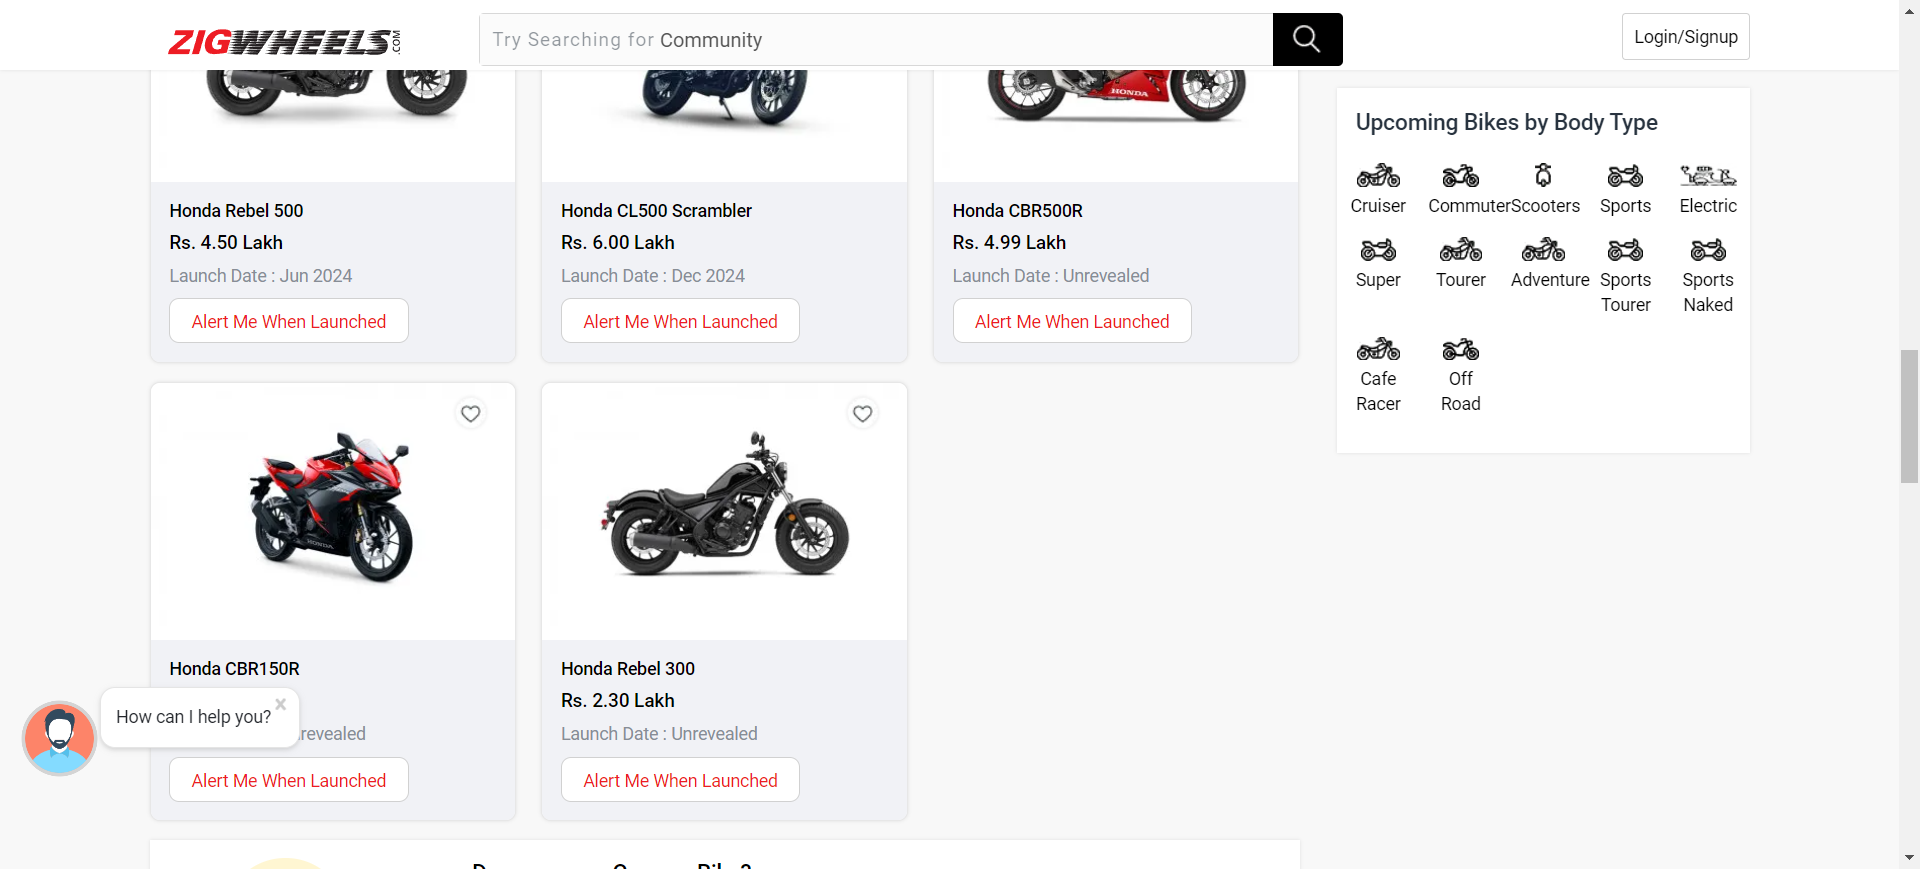 ZIGWHEELS.COM
Try Searching for Community
Login/Signup
HONDA
Honda Rebel 500
Rs. 4.50 Lakh
Launch Date : Jun 2024
Alert Me When Launched
Honda CL500 Scrambler
Rs. 6.00 Lakh
Launch Date : Dec 2024
Alert Me When Launched
Honda CBR500R
Rs. 4.99 Lakh
Launch Date : Unrevealed
Alert Me When Launched
HONDA
Honda CBR150R
revealed
Alert Me When Launched
Honda Rebel 300
Rs. 2.30 Lakh
Launch Date : Unrevealed
Alert Me When Launched
How can I help you?
x
Upcoming Bikes by Body Type
Cruiser
Commuter
Scooters
Sports
Electric
Super
Tourer
Adventure
Sports
Tourer
Sports
Naked
Cafe
Racer
Off
Road